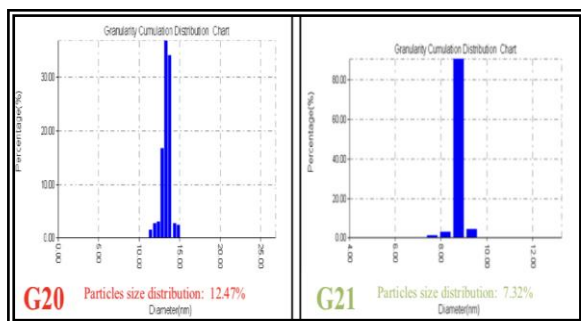 Granularity Cumulation Distribution Chart
Percentage(%)
30.00
20.00
10.00
0.00
0.00
5.00
10.00
15.00
20.00
25.00
G20
Particles size distribution: 12.47%
Diameter(nm)
Granularity Cumulation Distribution Chart
Percentage(%)
80.00
60.00
40.00
20.00
0.00
4.00
6.00
8.00
10.00
12.00
G21
Particles size distribution: 7.32%
Diameter(nm)